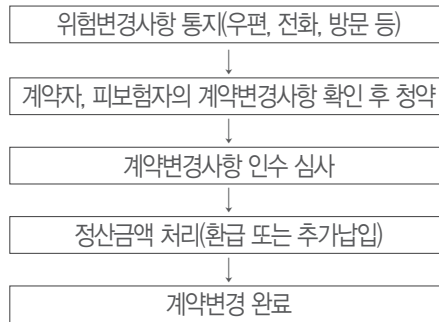 위험변경사항 통지(우편, 전화, 방문 등)
계약자, 피보험자의 계약변경사항 확인 후 청약
계약변경사항 인수 심사
정산금액 처리(환급 또는 추가납입)
계약변경 완료